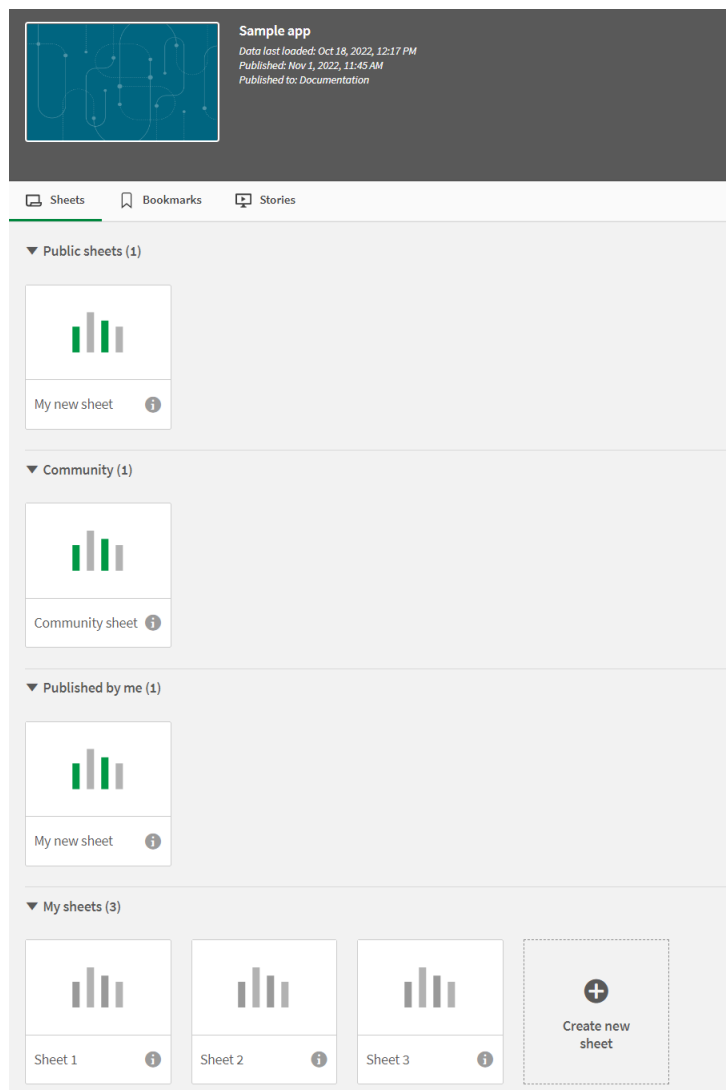 Sample app
Data last loaded: Oct 18, 2022, 12:17 PM
Published: Nov 1, 2022, 11:45 AM
Published to: Documentation
Sheets Bookmarks Stories
Public sheets (1)
My new sheet
Community (1)
Community sheet
Published by me (1)
My new sheet
My sheets (3)
Sheet 1 Sheet 2 Sheet 3 Create new
sheet